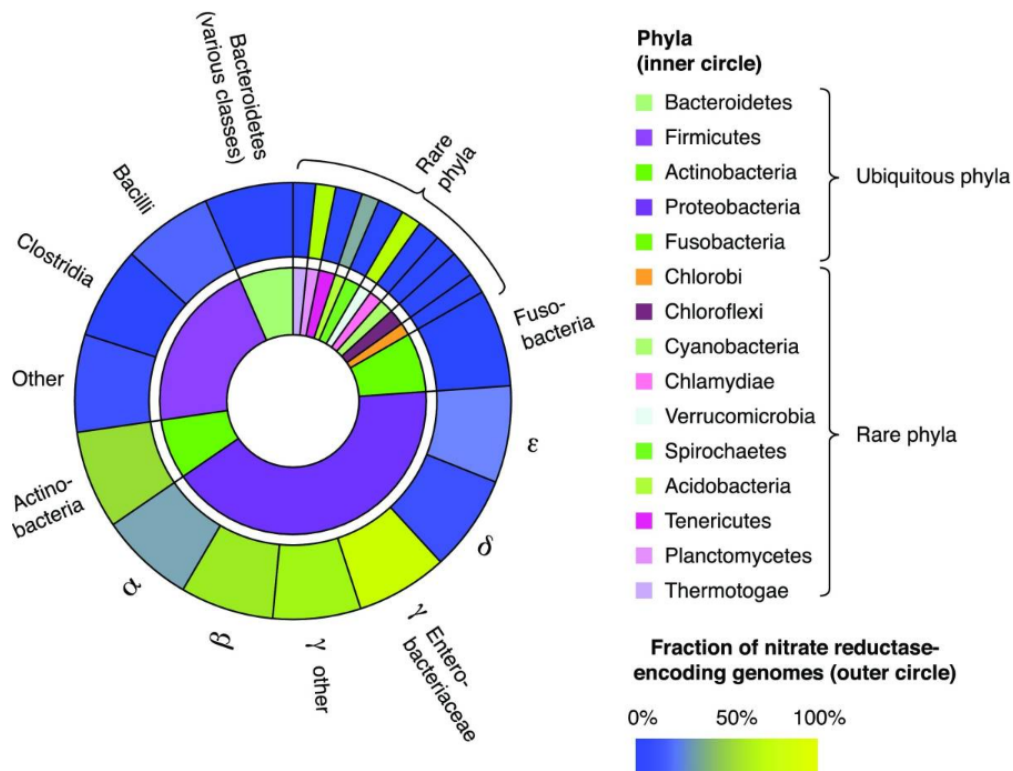 Bacteroidetes
(various classes)
Rare
phyla
Bacilli
Clostridia
Other
Actino-
bacteria
Fuso-
bacteria
ε
δ
γ
Entero-
bacteriaceae
γ
other
β
α
Phyla
(inner circle)
Bacteroidetes
Firmicutes
Actinobacteria
Proteobacteria
Fusobacteria
Ubiquitous phyla
Chlorobi
Chloroflexi
Cyanobacteria
Chlamydiae
Verrucomicrobia
Spirochaetes
Acidobacteria
Tenericutes
Planctomycetes
Thermotogae
Rare phyla
Fraction of nitrate reductase-
encoding genomes (outer circle)
0% 50% 100%